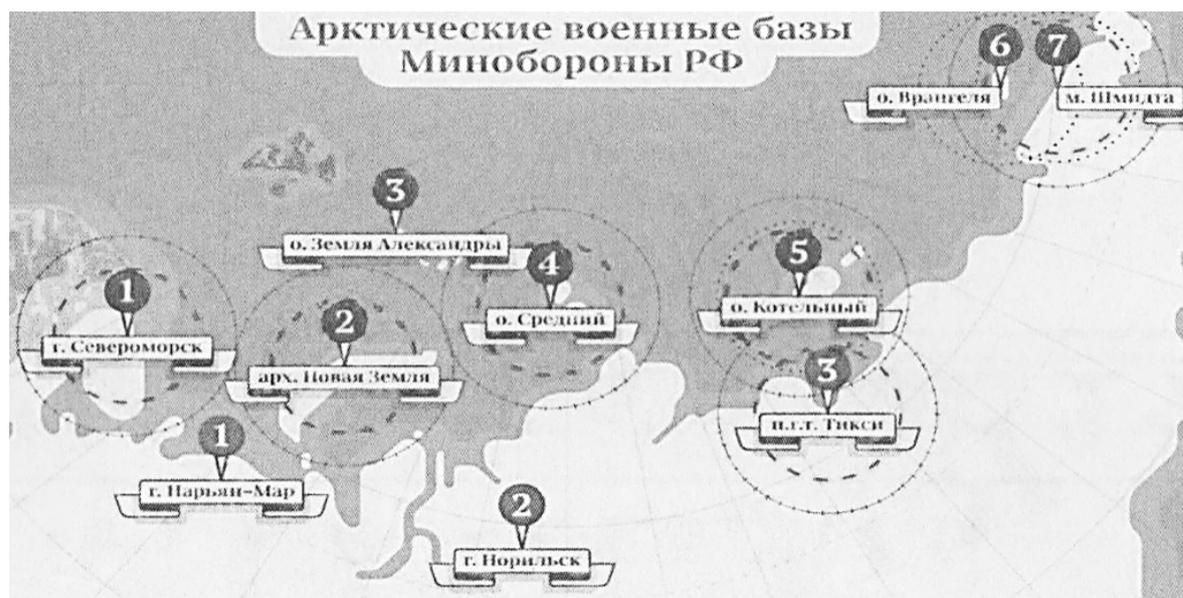 Арктические военные базы
Минобороны РФ
6
7
о. Врангеля
м. Шмидта
3
о. Земля Александры
4
о. Средний
5
о. Котельный
1
г. Североморск
2
арх. Новая Земля
3
п.г.т. Тикси
1
г. Нарьян-Мар
2
г. Норильск